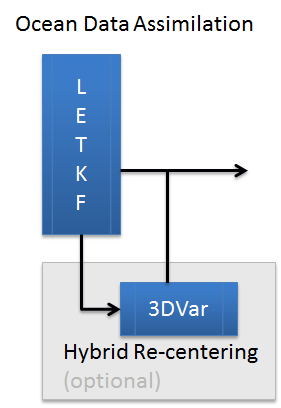 Ocean Data Assimilation
L
E
T
K
F
3DVar
Hybrid Re-centering
(optional)